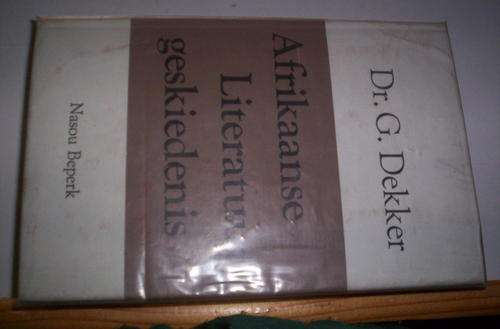 Dr. G. Dekker
Afrikaanse
Literatuur
geskiedenis
Nasou Beperk